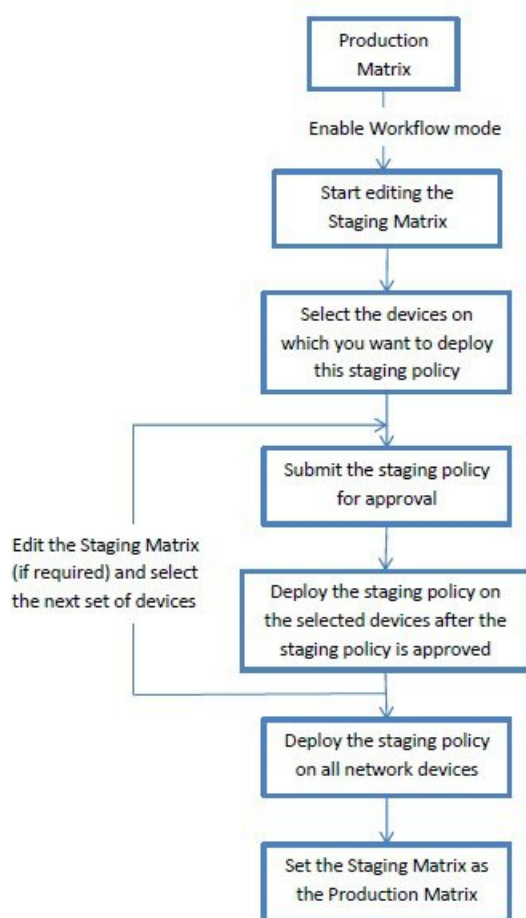 Production
Matrix
Enable Workflow mode
Start editing the
Staging Matrix
Select the devices on
which you want to deploy
this staging policy
Submit the staging policy
for approval
Edit the Staging Matrix
(if required) and select
the next set of devices
Deploy the staging policy on
the selected devices after the
staging policy is approved
Deploy the staging policy
on all network devices
Set the Staging Matrix as
the Production Matrix